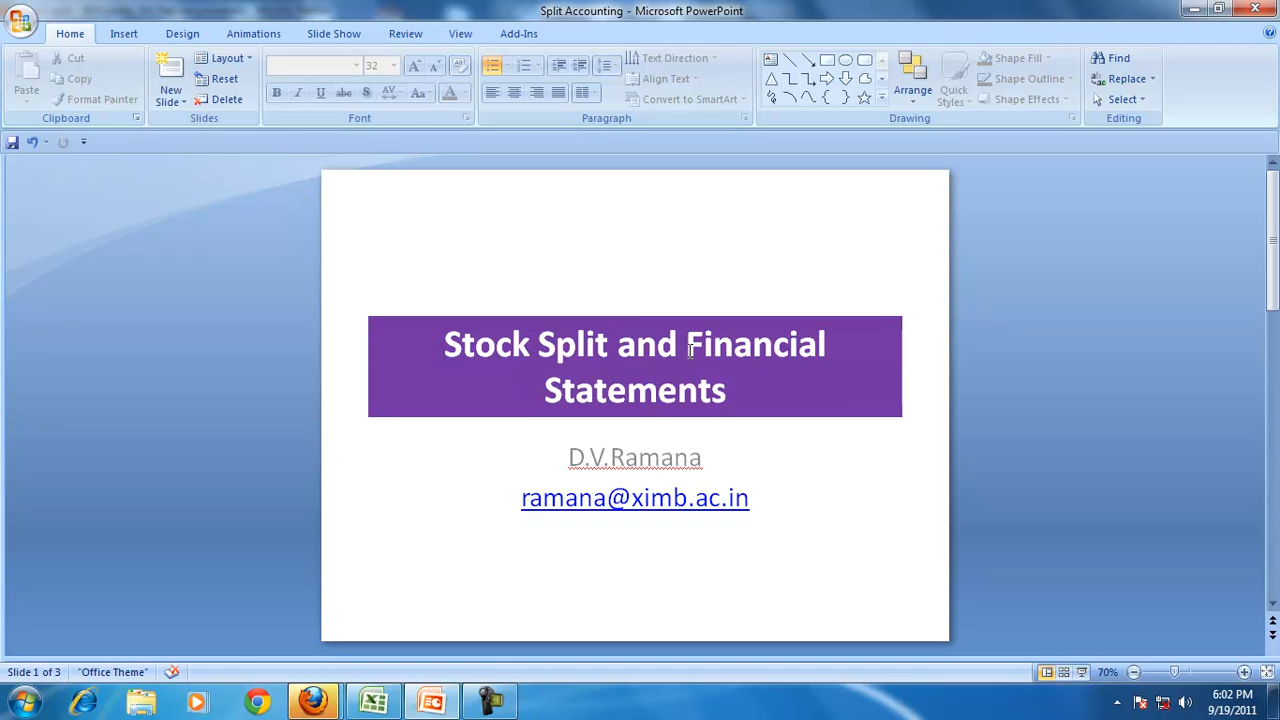 Split Accounting - Microsoft PowerPoint
Home Insert Design Animations Slide Show Review View Add-Ins
Paste
Cut
Copy
Format Painter
Clipboard
New Slide
Layout
Reset
Delete
Slides
32
B I U abc S AV Aa A
Font
Text Direction
Align Text
Convert to SmartArt
Paragraph
Arrange
Quick Styles
Shape Fill
Shape Outline
Shape Effects
Drawing
Find
Replace
Select
Editing
Stock Split and Financial
Statements
D.V.Ramana
ramana@ximb.ac.in
Slide 1 of 3 "Office Theme" 70%
6:02 PM
9/19/2011